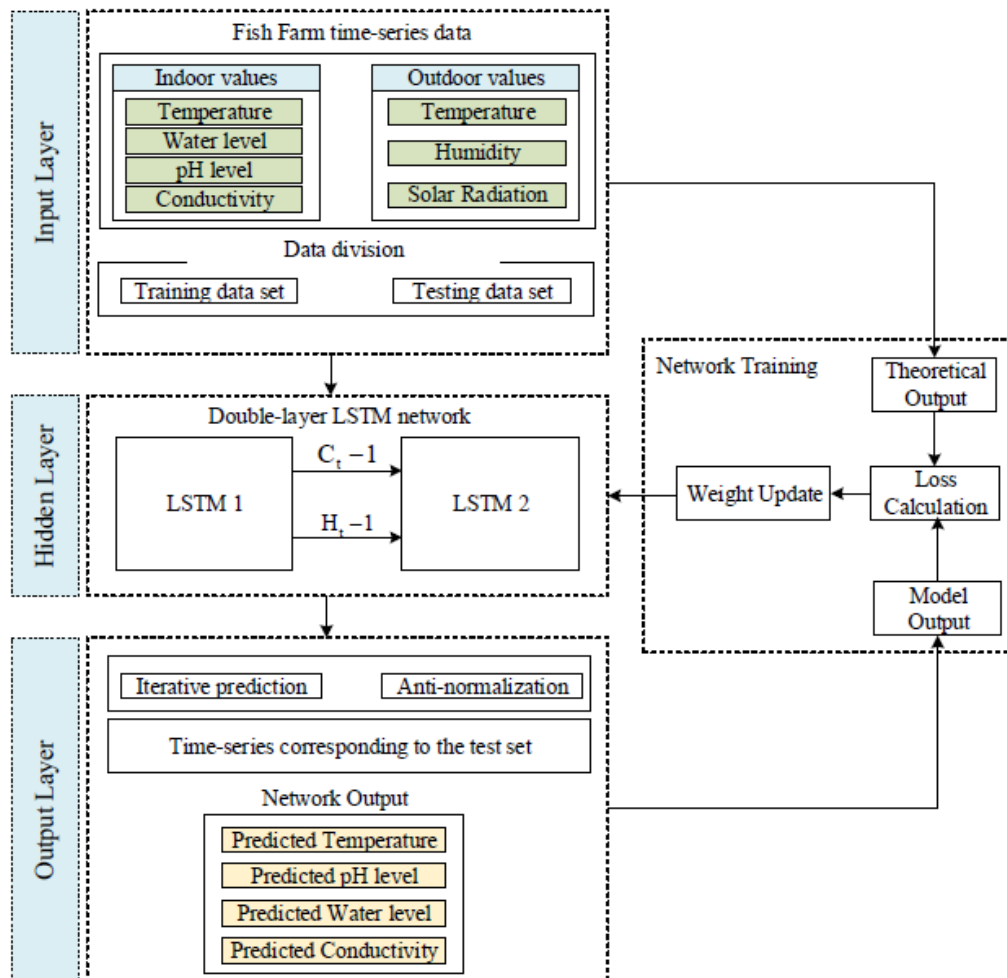 Input Layer
Fish Farm time-series data
Indoor values
Temperature
Water level
pH level
Conductivity
Outdoor values
Temperature
Humidity
Solar Radiation
Data division
Training data set
Testing data set
Hidden Layer
Double-layer LSTM network
LSTM 1
C_t −1
H_t −1
LSTM 2
Network Training
Theoretical
Output
Loss
Calculation
Weight Update
Model
Output
Output Layer
Iterative prediction
Anti-normalization
Time-series corresponding to the test set
Network Output
Predicted Temperature
Predicted pH level
Predicted Water level
Predicted Conductivity